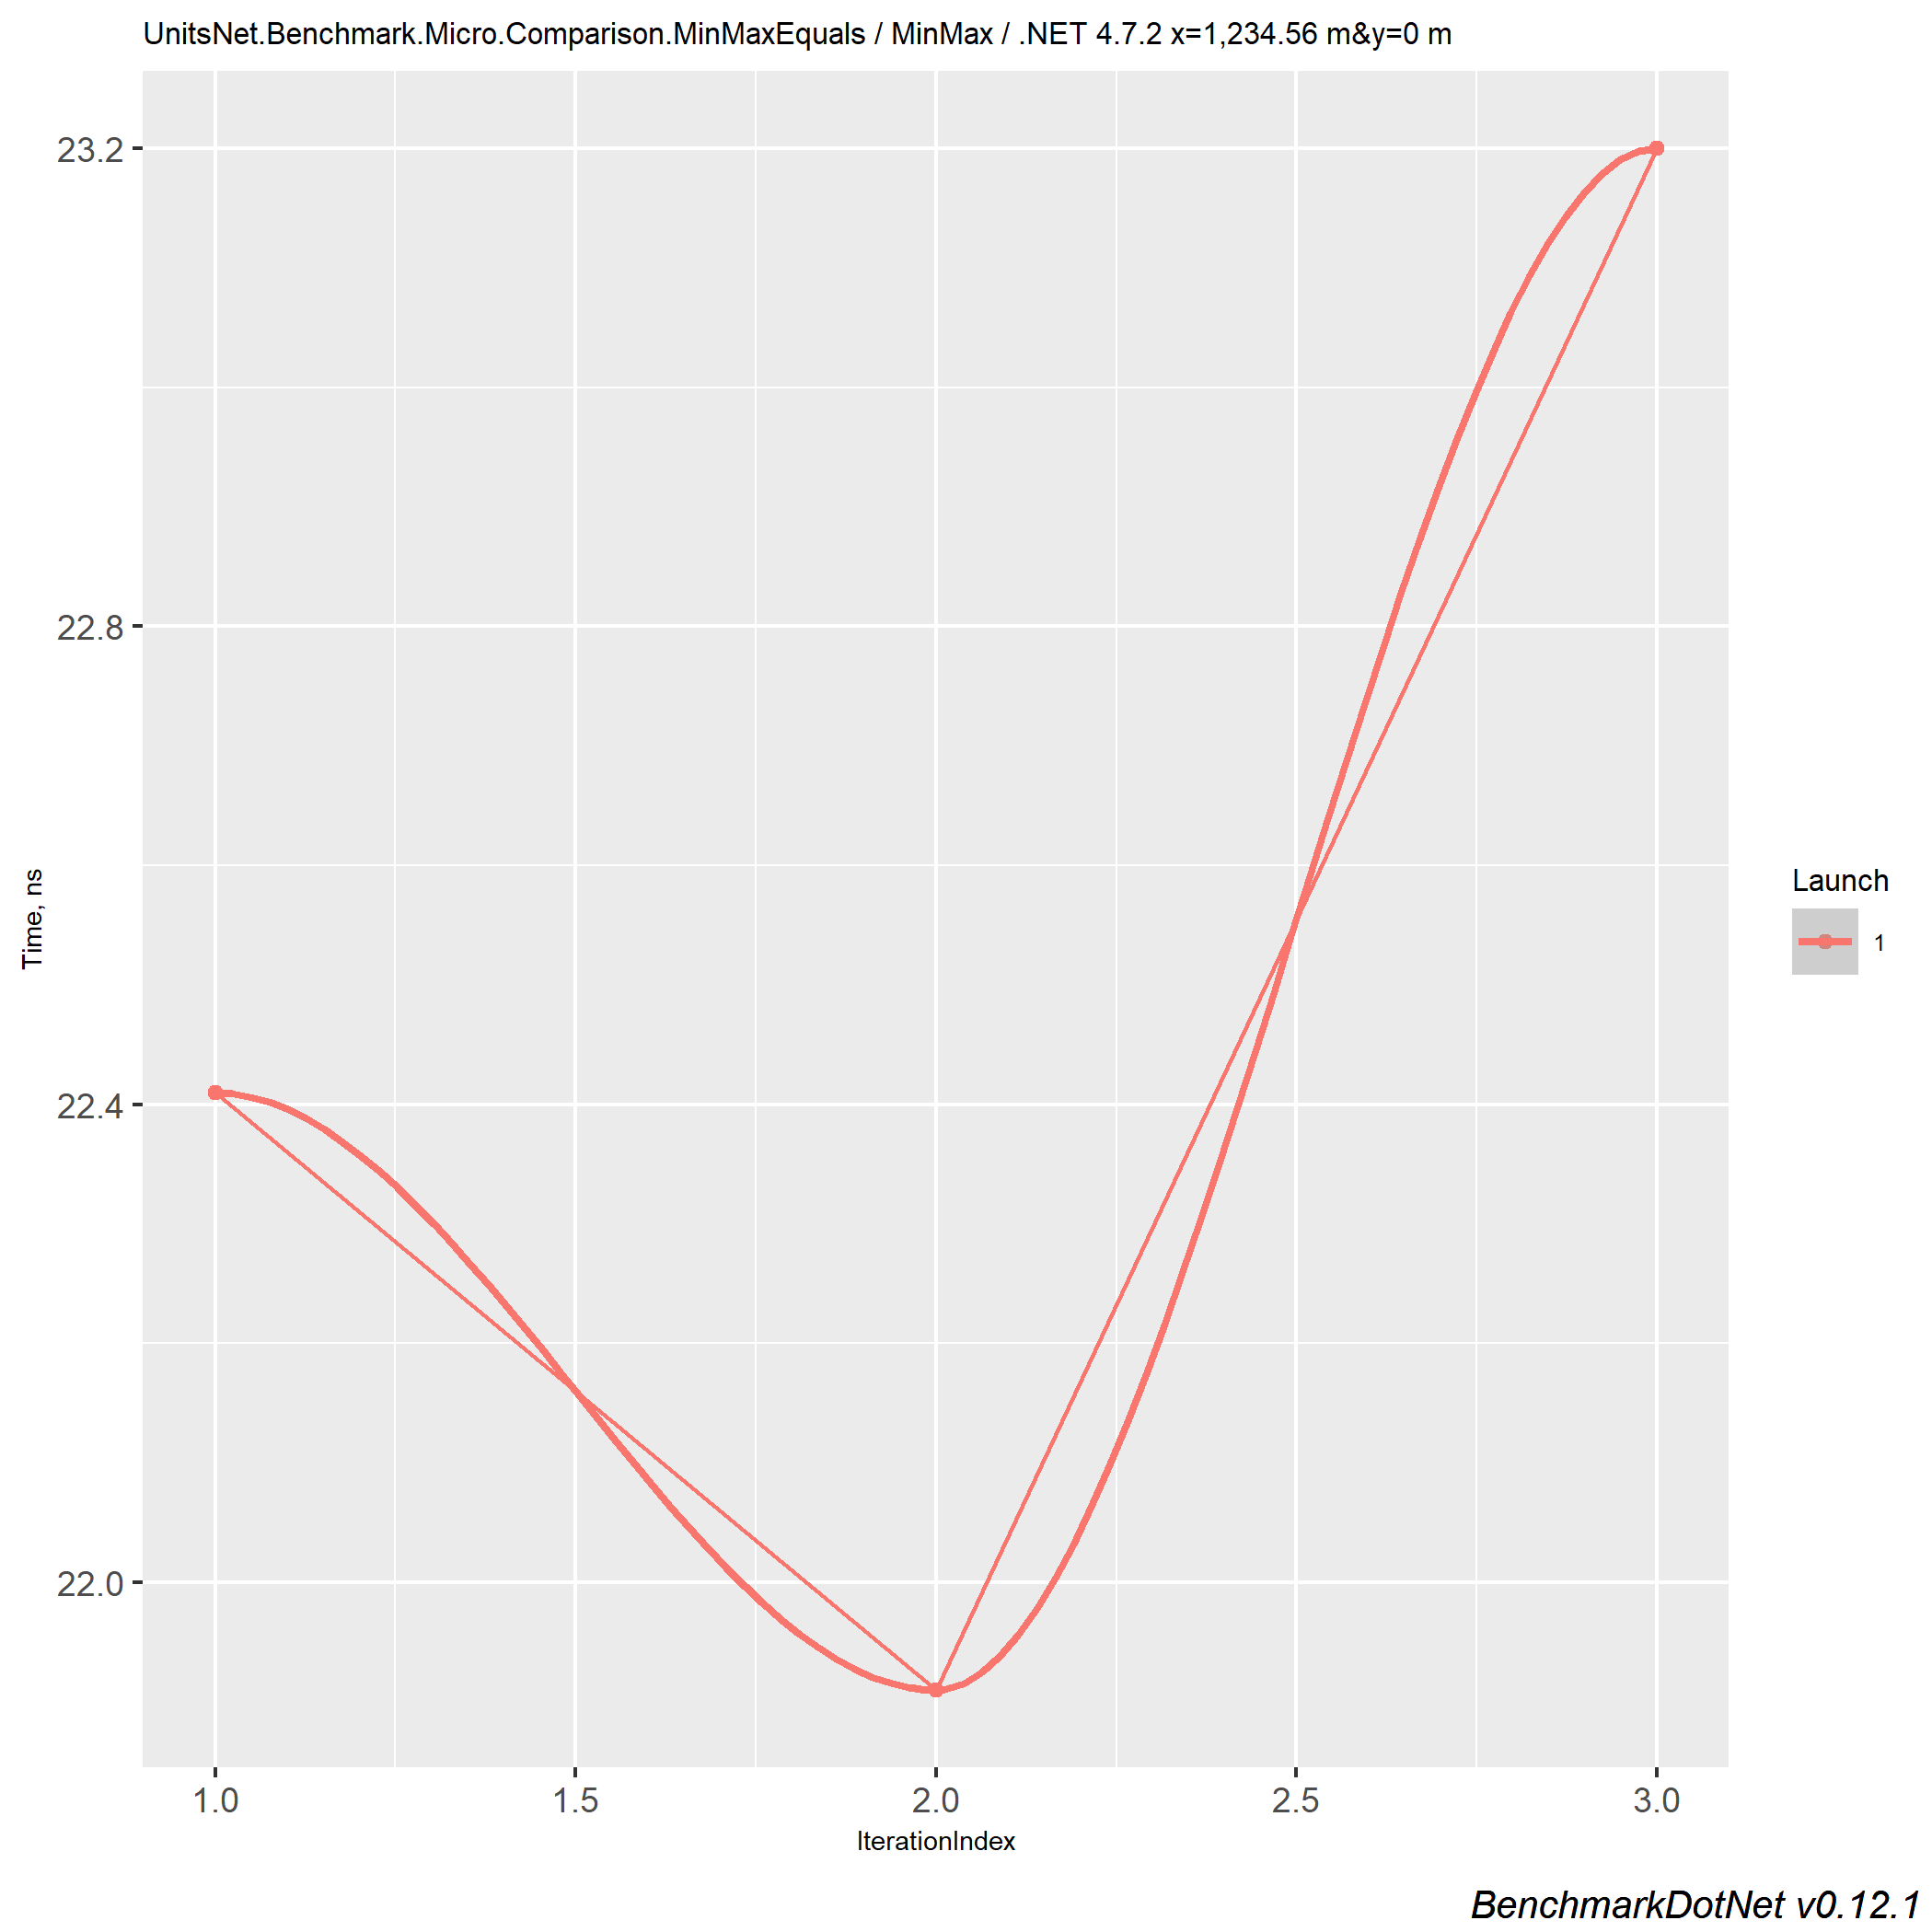 UnitsNet.Benchmark.Micro.Comparison.MinMaxEquals / MinMax / .NET 4.7.2 x=1,234.56 m&y=0 m
23.2
22.8
22.4
22.0
Time, ns
1.0 1.5 2.0 2.5 3.0
IterationIndex
Launch
1
BenchmarkDotNet v0.12.1